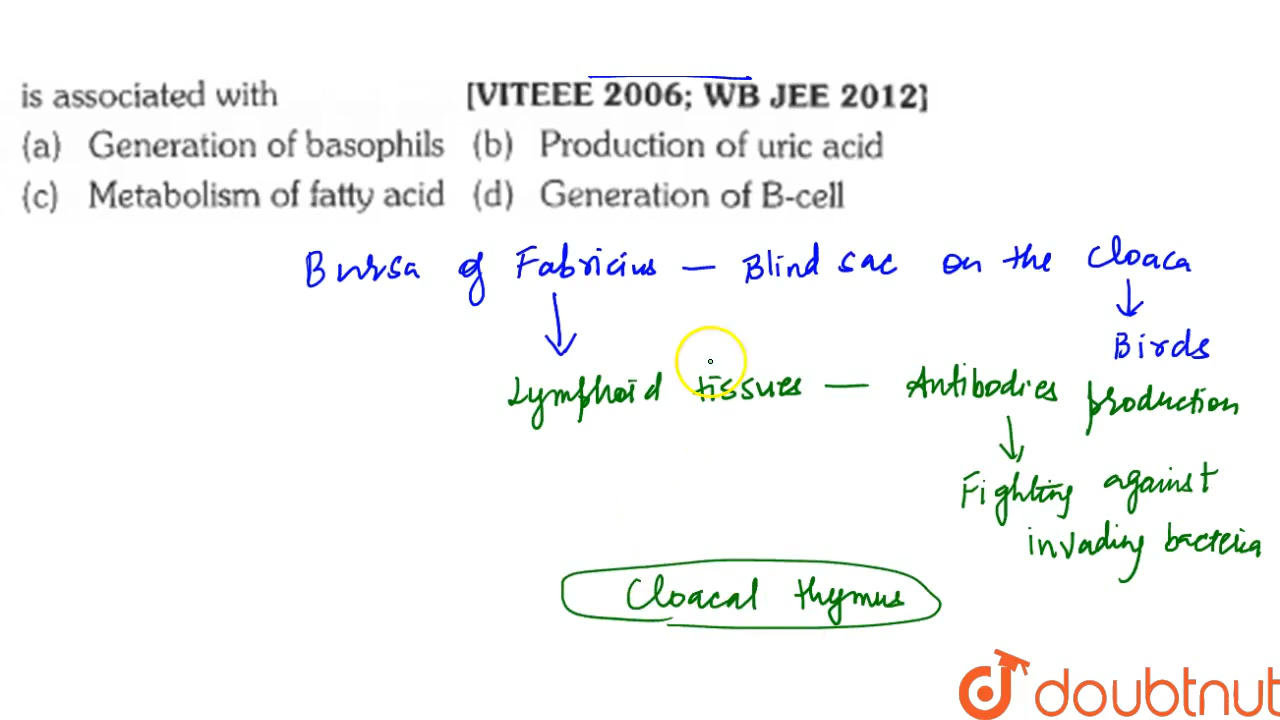 is associated with [VITEEE 2006; WB JEE 2012]
(a) Generation of basophils (b) Production of uric acid
(c) Metabolism of fatty acid (d) Generation of B-cell
Bursa of Fabricius — Blind sac on the cloaca
Birds
Lymphoid tissues — Antibodies production
Fighting against
invading bacteria
Cloacal thymus
doubtnut